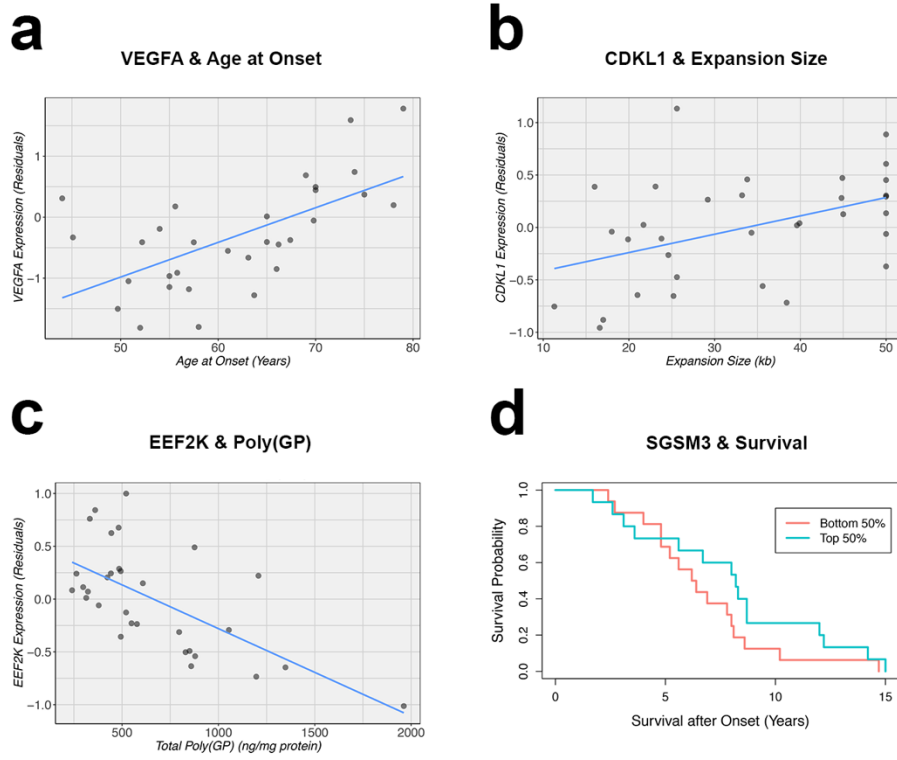 a
VEGFA & Age at Onset
VEGFA Expression (Residuals)
1
0
−1
50
60
70
80
Age at Onset (Years)
b
CDKL1 & Expansion Size
CDKL1 Expression (Residuals)
1.0
0.5
0.0
−0.5
−1.0
10
20
30
40
50
Expansion Size (kb)
c
EEF2K & Poly(GP)
EEF2K Expression (Residuals)
1.0
0.5
0.0
−0.5
−1.0
500
1000
1500
2000
Total Poly(GP) (ng/mg protein)
d
SGSM3 & Survival
Survival Probability
1.0
0.8
0.6
0.4
0.2
0.0
Bottom 50%
Top 50%
0
5
10
15
Survival after Onset (Years)